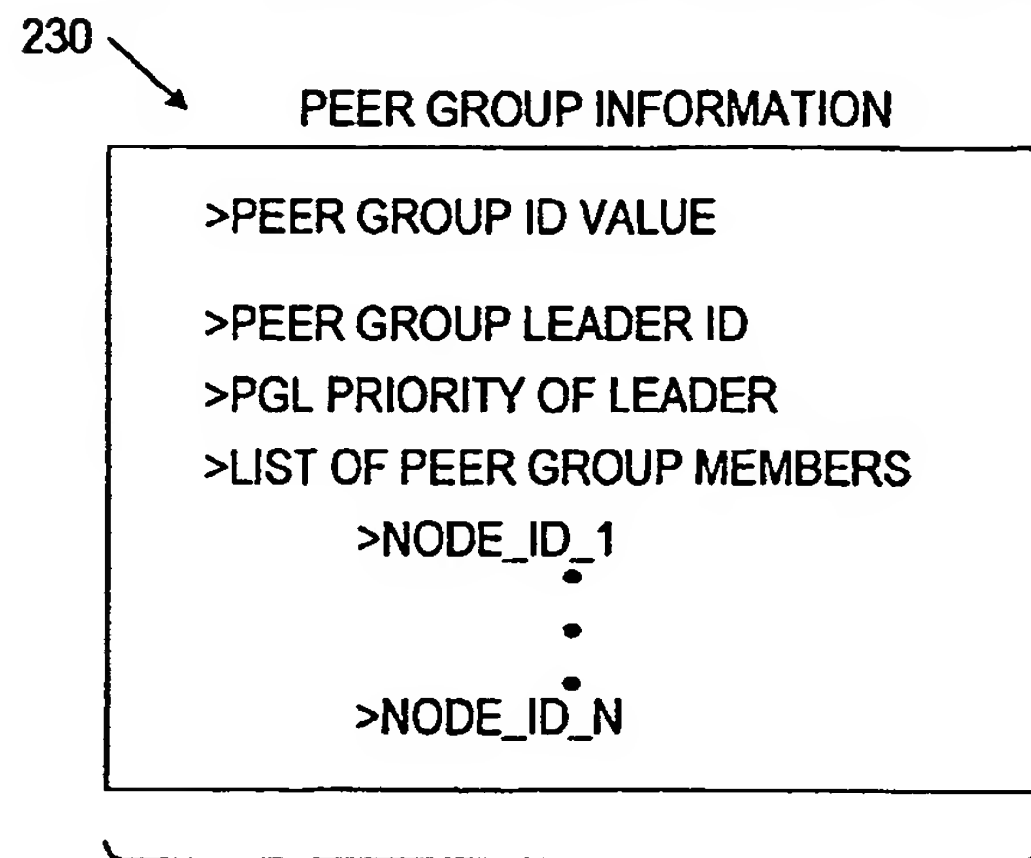 230
PEER GROUP INFORMATION
>PEER GROUP ID VALUE
>PEER GROUP LEADER ID
>PGL PRIORITY OF LEADER
>LIST OF PEER GROUP MEMBERS
>NODE_ID_1
>NODE_ID_N